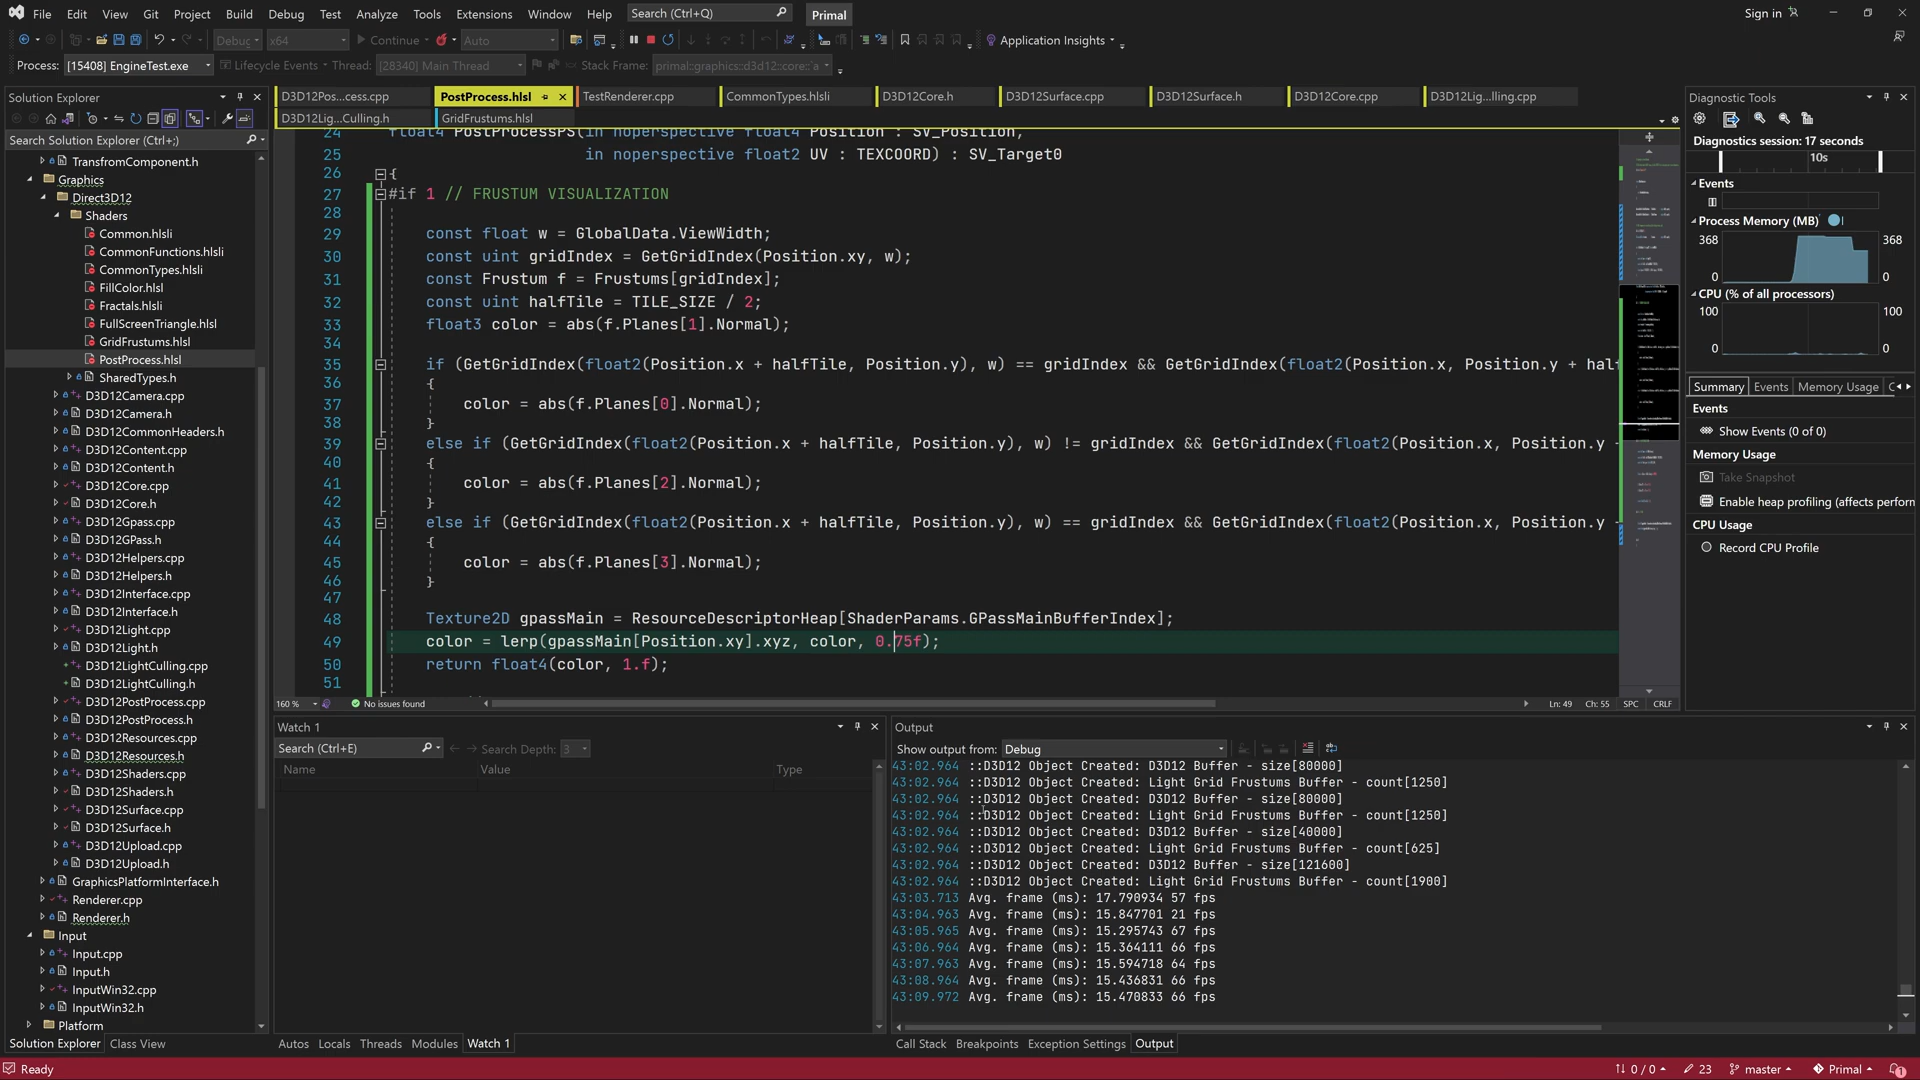 File Edit View Git Project Build Debug Test Analyze Tools Extensions Window Help Search (Ctrl+Q) Primal Sign in
Debug x64 Continue Auto Application Insights
Process: [15408] EngineTest.exe Lifecycle Events Thread: [28340] Main Thread Stack Frame: primal::graphics::d3d12::core::`a
Solution Explorer
Search Solution Explorer (Ctrl+;)
TransfromComponent.h
Graphics
Direct3D12
Shaders
Common.hlsli
CommonFunctions.hlsli
CommonTypes.hlsli
FillColor.hlsl
Fractals.hlsli
FullScreenTriangle.hlsl
GridFrustums.hlsl
PostProcess.hlsl
SharedTypes.h
D3D12Camera.cpp
D3D12Camera.h
D3D12CommonHeaders.h
D3D12Content.cpp
D3D12Content.h
D3D12Core.cpp
D3D12Core.h
D3D12Gpass.cpp
D3D12GPass.h
D3D12Helpers.cpp
D3D12Helpers.h
D3D12Interface.cpp
D3D12Interface.h
D3D12Light.cpp
D3D12Light.h
D3D12LightCulling.cpp
D3D12LightCulling.h
D3D12PostProcess.cpp
D3D12PostProcess.h
D3D12Resources.cpp
D3D12Resources.h
D3D12Shaders.cpp
D3D12Shaders.h
D3D12Surface.cpp
D3D12Surface.h
D3D12Upload.cpp
D3D12Upload.h
GraphicsPlatformInterface.h
Renderer.cpp
Renderer.h
Input
Input.cpp
Input.h
InputWin32.cpp
InputWin32.h
Platform
Solution Explorer Class View
D3D12Pos...cess.cpp PostProcess.hlsl TestRenderer.cpp CommonTypes.hlsli D3D12Core.h D3D12Surface.cpp D3D12Surface.h D3D12Core.cpp D3D12Lig...lling.cpp
D3D12Lig...Culling.h GridFrustums.hlsl
24 float4 PostProcessPS(in noperspective float4 Position : SV_Position,
25 in noperspective float2 UV : TEXCOORD) : SV_Target0
26 {
27 #if 1 // FRUSTUM VISUALIZATION
28
29 const float w = GlobalData.ViewWidth;
30 const uint gridIndex = GetGridIndex(Position.xy, w);
31 const Frustum f = Frustums[gridIndex];
32 const uint halfTile = TILE_SIZE / 2;
33 float3 color = abs(f.Planes[1].Normal);
34
35 if (GetGridIndex(float2(Position.x + halfTile, Position.y), w) == gridIndex && GetGridIndex(float2(Position.x, Position.y + hal
36 {
37 color = abs(f.Planes[0].Normal);
38 }
39 else if (GetGridIndex(float2(Position.x + halfTile, Position.y), w) != gridIndex && GetGridIndex(float2(Position.x, Position.y
40 {
41 color = abs(f.Planes[2].Normal);
42 }
43 else if (GetGridIndex(float2(Position.x + halfTile, Position.y), w) == gridIndex && GetGridIndex(float2(Position.x, Position.y
44 {
45 color = abs(f.Planes[3].Normal);
46 }
47
48 Texture2D gpassMain = ResourceDescriptorHeap[ShaderParams.GPassMainBufferIndex];
49 color = lerp(gpassMain[Position.xy].xyz, color, 0.75f);
50 return float4(color, 1.f);
51
160 % No issues found Ln: 49 Ch: 55 SPC CRLF
Watch 1
Search (Ctrl+E) Search Depth: 3
Name Value Type
Autos Locals Threads Modules Watch 1
Output
Show output from: Debug
43:02.964 ::D3D12 Object Created: D3D12 Buffer - size[80000]
43:02.964 ::D3D12 Object Created: Light Grid Frustums Buffer - count[1250]
43:02.964 ::D3D12 Object Created: D3D12 Buffer - size[80000]
43:02.964 ::D3D12 Object Created: Light Grid Frustums Buffer - count[1250]
43:02.964 ::D3D12 Object Created: D3D12 Buffer - size[40000]
43:02.964 ::D3D12 Object Created: Light Grid Frustums Buffer - count[625]
43:02.964 ::D3D12 Object Created: D3D12 Buffer - size[121600]
43:02.964 ::D3D12 Object Created: Light Grid Frustums Buffer - count[1900]
43:03.713 Avg. frame (ms): 17.790934 57 fps
43:04.963 Avg. frame (ms): 15.847701 21 fps
43:05.965 Avg. frame (ms): 15.295743 67 fps
43:06.964 Avg. frame (ms): 15.364111 66 fps
43:07.963 Avg. frame (ms): 15.594718 64 fps
43:08.964 Avg. frame (ms): 15.436831 66 fps
43:09.972 Avg. frame (ms): 15.470833 66 fps
Call Stack Breakpoints Exception Settings Output
Diagnostic Tools
Diagnostics session: 17 seconds
10s
Events
Process Memory (MB)
368 368
0 0
CPU (% of all processors)
100 100
0 0
Summary Events Memory Usage C
Events
Show Events (0 of 0)
Memory Usage
Take Snapshot
Enable heap profiling (affects perform
CPU Usage
Record CPU Profile
Ready 0 / 0 23 master Primal 1